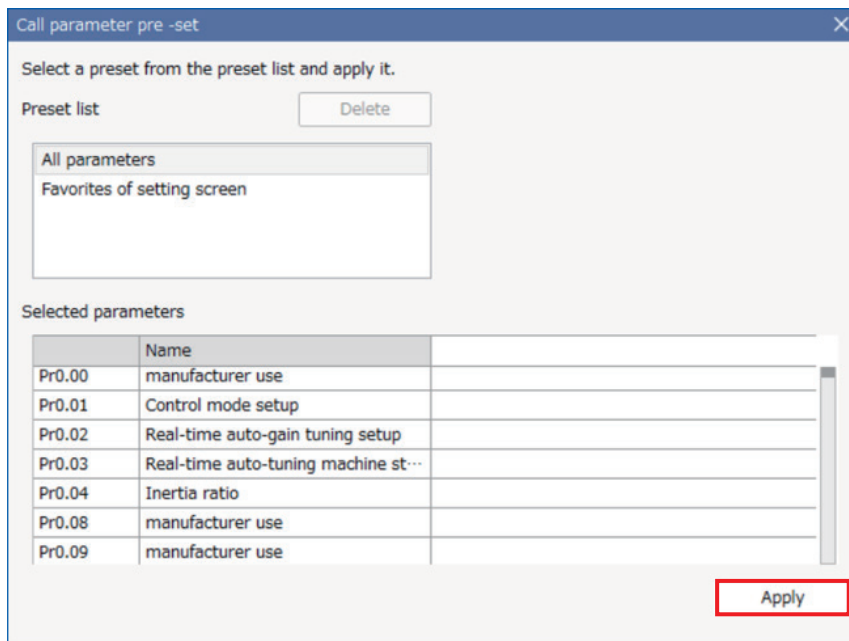 Call parameter pre -set
Select a preset from the preset list and apply it.
Preset list
Delete
All parameters
Favorites of setting screen
Selected parameters
Name
Pr0.00 manufacturer use
Pr0.01 Control mode setup
Pr0.02 Real-time auto-gain tuning setup
Pr0.03 Real-time auto-tuning machine st···
Pr0.04 Inertia ratio
Pr0.08 manufacturer use
Pr0.09 manufacturer use
Apply